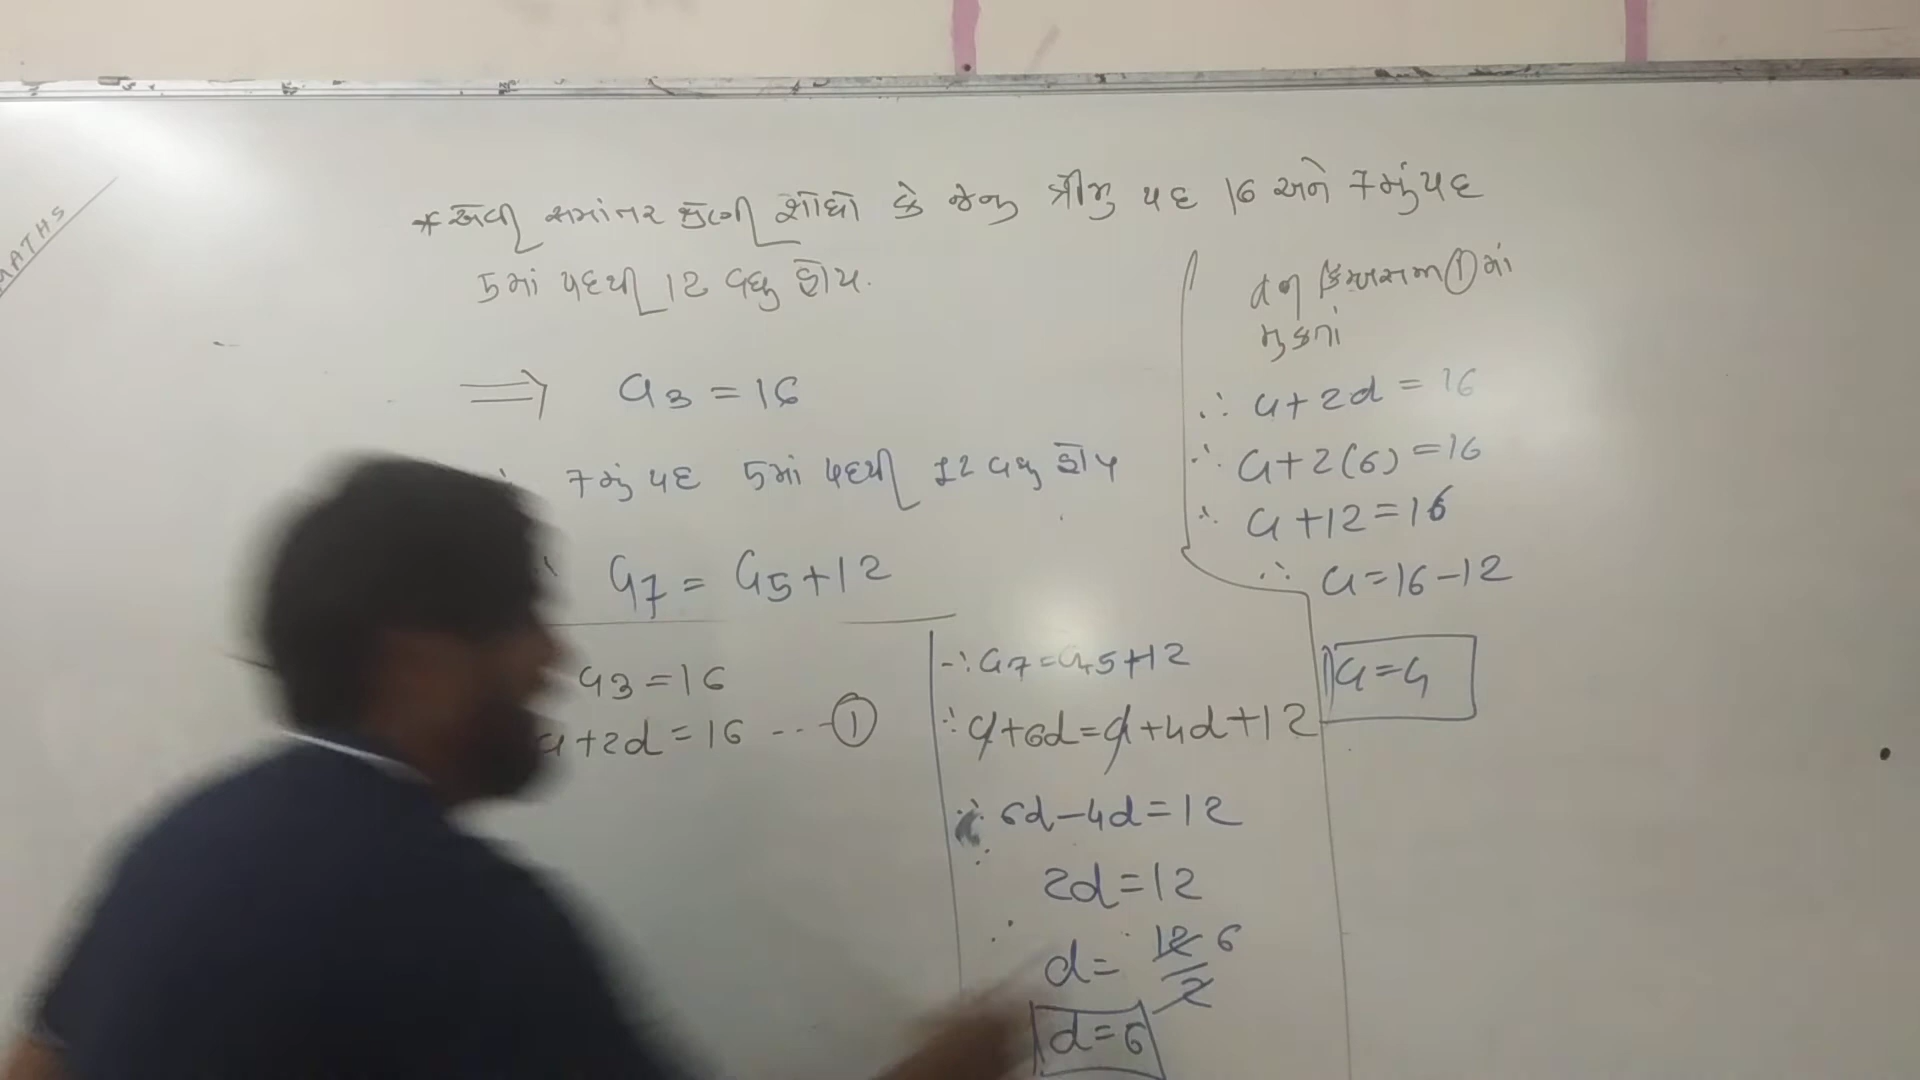 MATHS
* એવી સમાંતર શ્રેણી શોધો કે જેનુ ત્રીજુ પદ 16 અને 7મું પદ
5માં પદથી 12 વધુ હોય.
⟹ a3 = 16
7મું પદ 5માં પદથી 12 વધુ હોય
a7 = a5 + 12
a3 = 16
a + 2d = 16 --- ①
∴ a7 = a5 + 12
∴ a + 6d = a + 4d + 12
∴ 6d - 4d = 12
2d = 12
∴ d = 12/2 6
d = 6
①માં
મુકતાં
∴ a + 2d = 16
∴ a + 2(6) = 16
∴ a + 12 = 16
∴ a = 16 - 12
a = 4